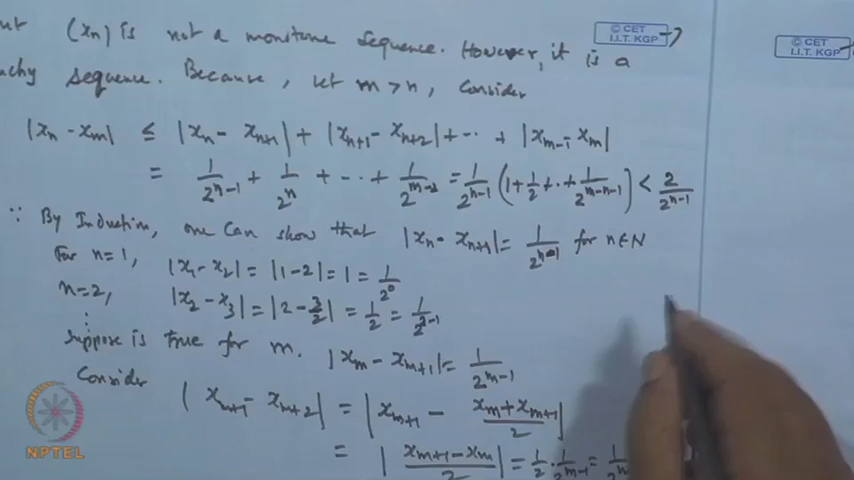 (xn) is not a monotone sequence. However, it is a
sequence. Because, let m > n, consider
|xn - xm| ≤ |xn - xn+1| + |xn+1 - xn+2| + ·· + |xm-1 - xm|
= 1/2^(n-1) + 1/2^n + ··· + 1/2^(m-2) = 1/2^(n-1) (1 + 1/2 + ·· + 1/2^(m-n-1)) < 2/2^(n-1)
∵ By Induction, one can show that |xn - xn+1| = 1/2^(n-1) for n∈N
For n=1, |x1 - x2| = |1-2| = 1 = 1/2^0
n=2, |x2 - x3| = |2 - 3/2| = 1/2 = 1/2^(2-1)
⋮
Suppose is true for m. |xm - xm+1| = 1/2^(m-1)
Consider |xm+1 - xm+2| = |xm+1 - (xm + xm+1)/2|
= |(xm+1 - xm)/2| = 1/2 · 1/2^(m-1) = 1/2^m
© CET
I.I.T. KGP
© CET
I.I.T. KGP
NPTEL